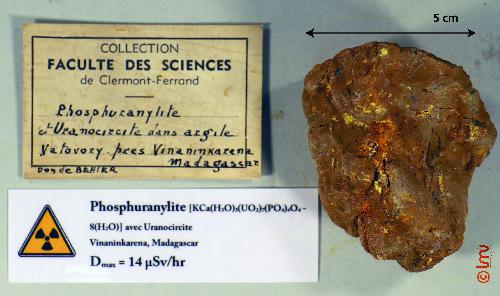 COLLECTION
FACULTE DES SCIENCES
de Clermont-Ferrand
Phosphuranylite
et Uranocircite dans argile
Vatovory. près Vinaninkarena
Madagascar
Don de BEHIER
Phosphuranylite [KCa(H₃O)₃(UO₂)₇(PO₄)₄O₄ -
8(H₂O)] avec Uranocircite
Vinaninkarena, Madagascar
Dmax = 14 µSv/hr
5 cm
© Lmv